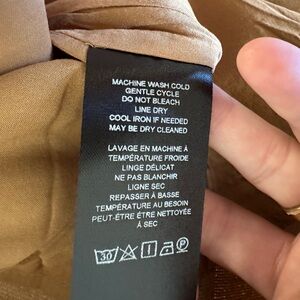 MACHINE WASH COLD
GENTLE CYCLE
DO NOT BLEACH
LINE DRY
COOL IRON IF NEEDED
MAY BE DRY CLEANED
LAVAGE EN MACHINE À
TEMPÉRATURE FROIDE
LINGE DÉLICAT
NE PAS BLANCHIR
LIGNE SEC
REPASSER À BASSE
TEMPÉRATURE AU BESOIN
PEUT-ÊTRE ÊTRE NETTOYÉE
À SEC
30 P